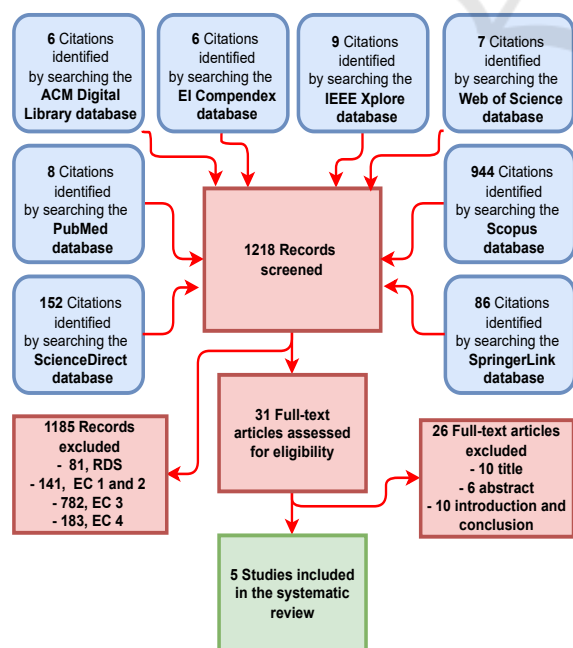 6 Citations
identified
by searching the
ACM Digital
Library database
6 Citations
identified
by searching the
EI Compendex
database
9 Citations
identified
by searching the
IEEE Xplore
database
7 Citations
identified
by searching the
Web of Science
database
8 Citations
identified
by searching the
PubMed
database
1218 Records
screened
944 Citations
identified
by searching the
Scopus
database
152 Citations
identified
by searching the
ScienceDirect
database
86 Citations
identified
by searching the
SpringerLink
database
31 Full-text
articles assessed
for eligibility
1185 Records
excluded
- 81, RDS
- 141, EC 1 and 2
- 782, EC 3
- 183, EC 4
26 Full-text articles
excluded
- 10 title
- 6 abstract
- 10 introduction and
conclusion
5 Studies included
in the systematic
review